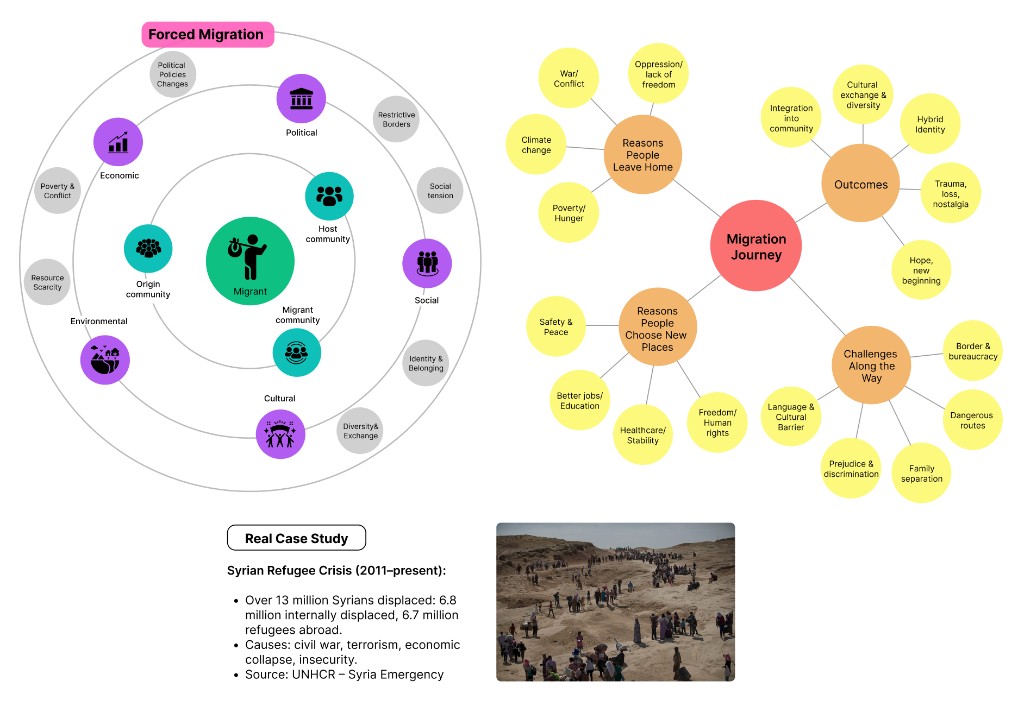 Forced Migration
Political
Policies
Changes
Political
Restrictive
Borders
Economic
Poverty &
Conflict
Social
tension
Host
community
Origin
community
Migrant
Resource
Scarcity
Social
Migrant
community
Environmental
Identity &
Belonging
Cultural
Diversity&
Exchange
War/
Conflict
Oppression/
lack of
freedom
Climate
change
Reasons
People
Leave Home
Poverty/
Hunger
Cultural
exchange &
diversity
Integration
into
community
Hybrid
Identity
Outcomes
Trauma,
loss,
nostalgia
Hope,
new
beginning
Migration
Journey
Reasons
People
Choose New
Places
Safety &
Peace
Better jobs/
Education
Healthcare/
Stability
Freedom/
Human
rights
Challenges
Along the
Way
Border &
bureaucracy
Language &
Cultural
Barrier
Dangerous
routes
Prejudice &
discrimination
Family
separation
Real Case Study
Syrian Refugee Crisis (2011–present):
• Over 13 million Syrians displaced: 6.8
million internally displaced, 6.7 million
refugees abroad.
• Causes: civil war, terrorism, economic
collapse, insecurity.
• Source: UNHCR – Syria Emergency